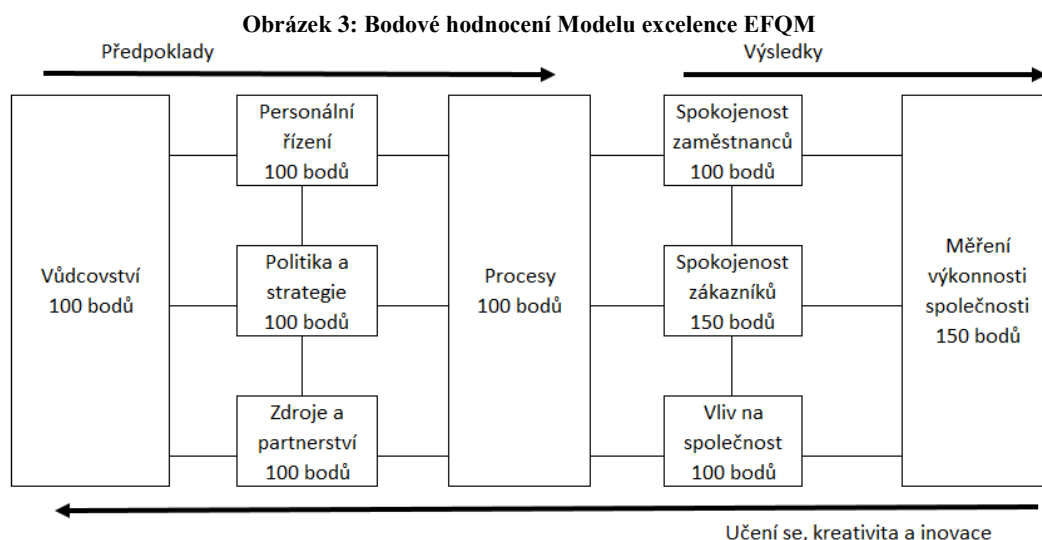 Obrázek 3: Bodové hodnocení Modelu excelence EFQM
Předpoklady
Výsledky
Vůdcovství
100 bodů
Personální
řízení
100 bodů
Politika a
strategie
100 bodů
Zdroje a
partnerství
100 bodů
Procesy
100 bodů
Spokojenost
zaměstnanců
100 bodů
Spokojenost
zákazníků
150 bodů
Vliv na
společnost
100 bodů
Měření
výkonnosti
společnosti
150 bodů
Učení se, kreativita a inovace